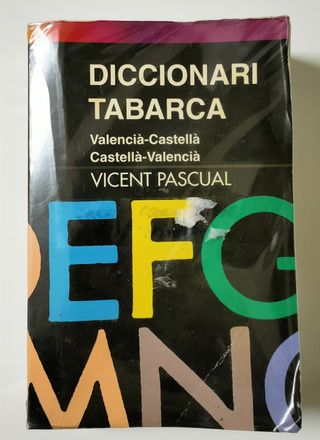 DICCIONARI
TABARCA
Valencià-Castellà
Castellà-Valencià
VICENT PASCUAL
DEFG
MNO